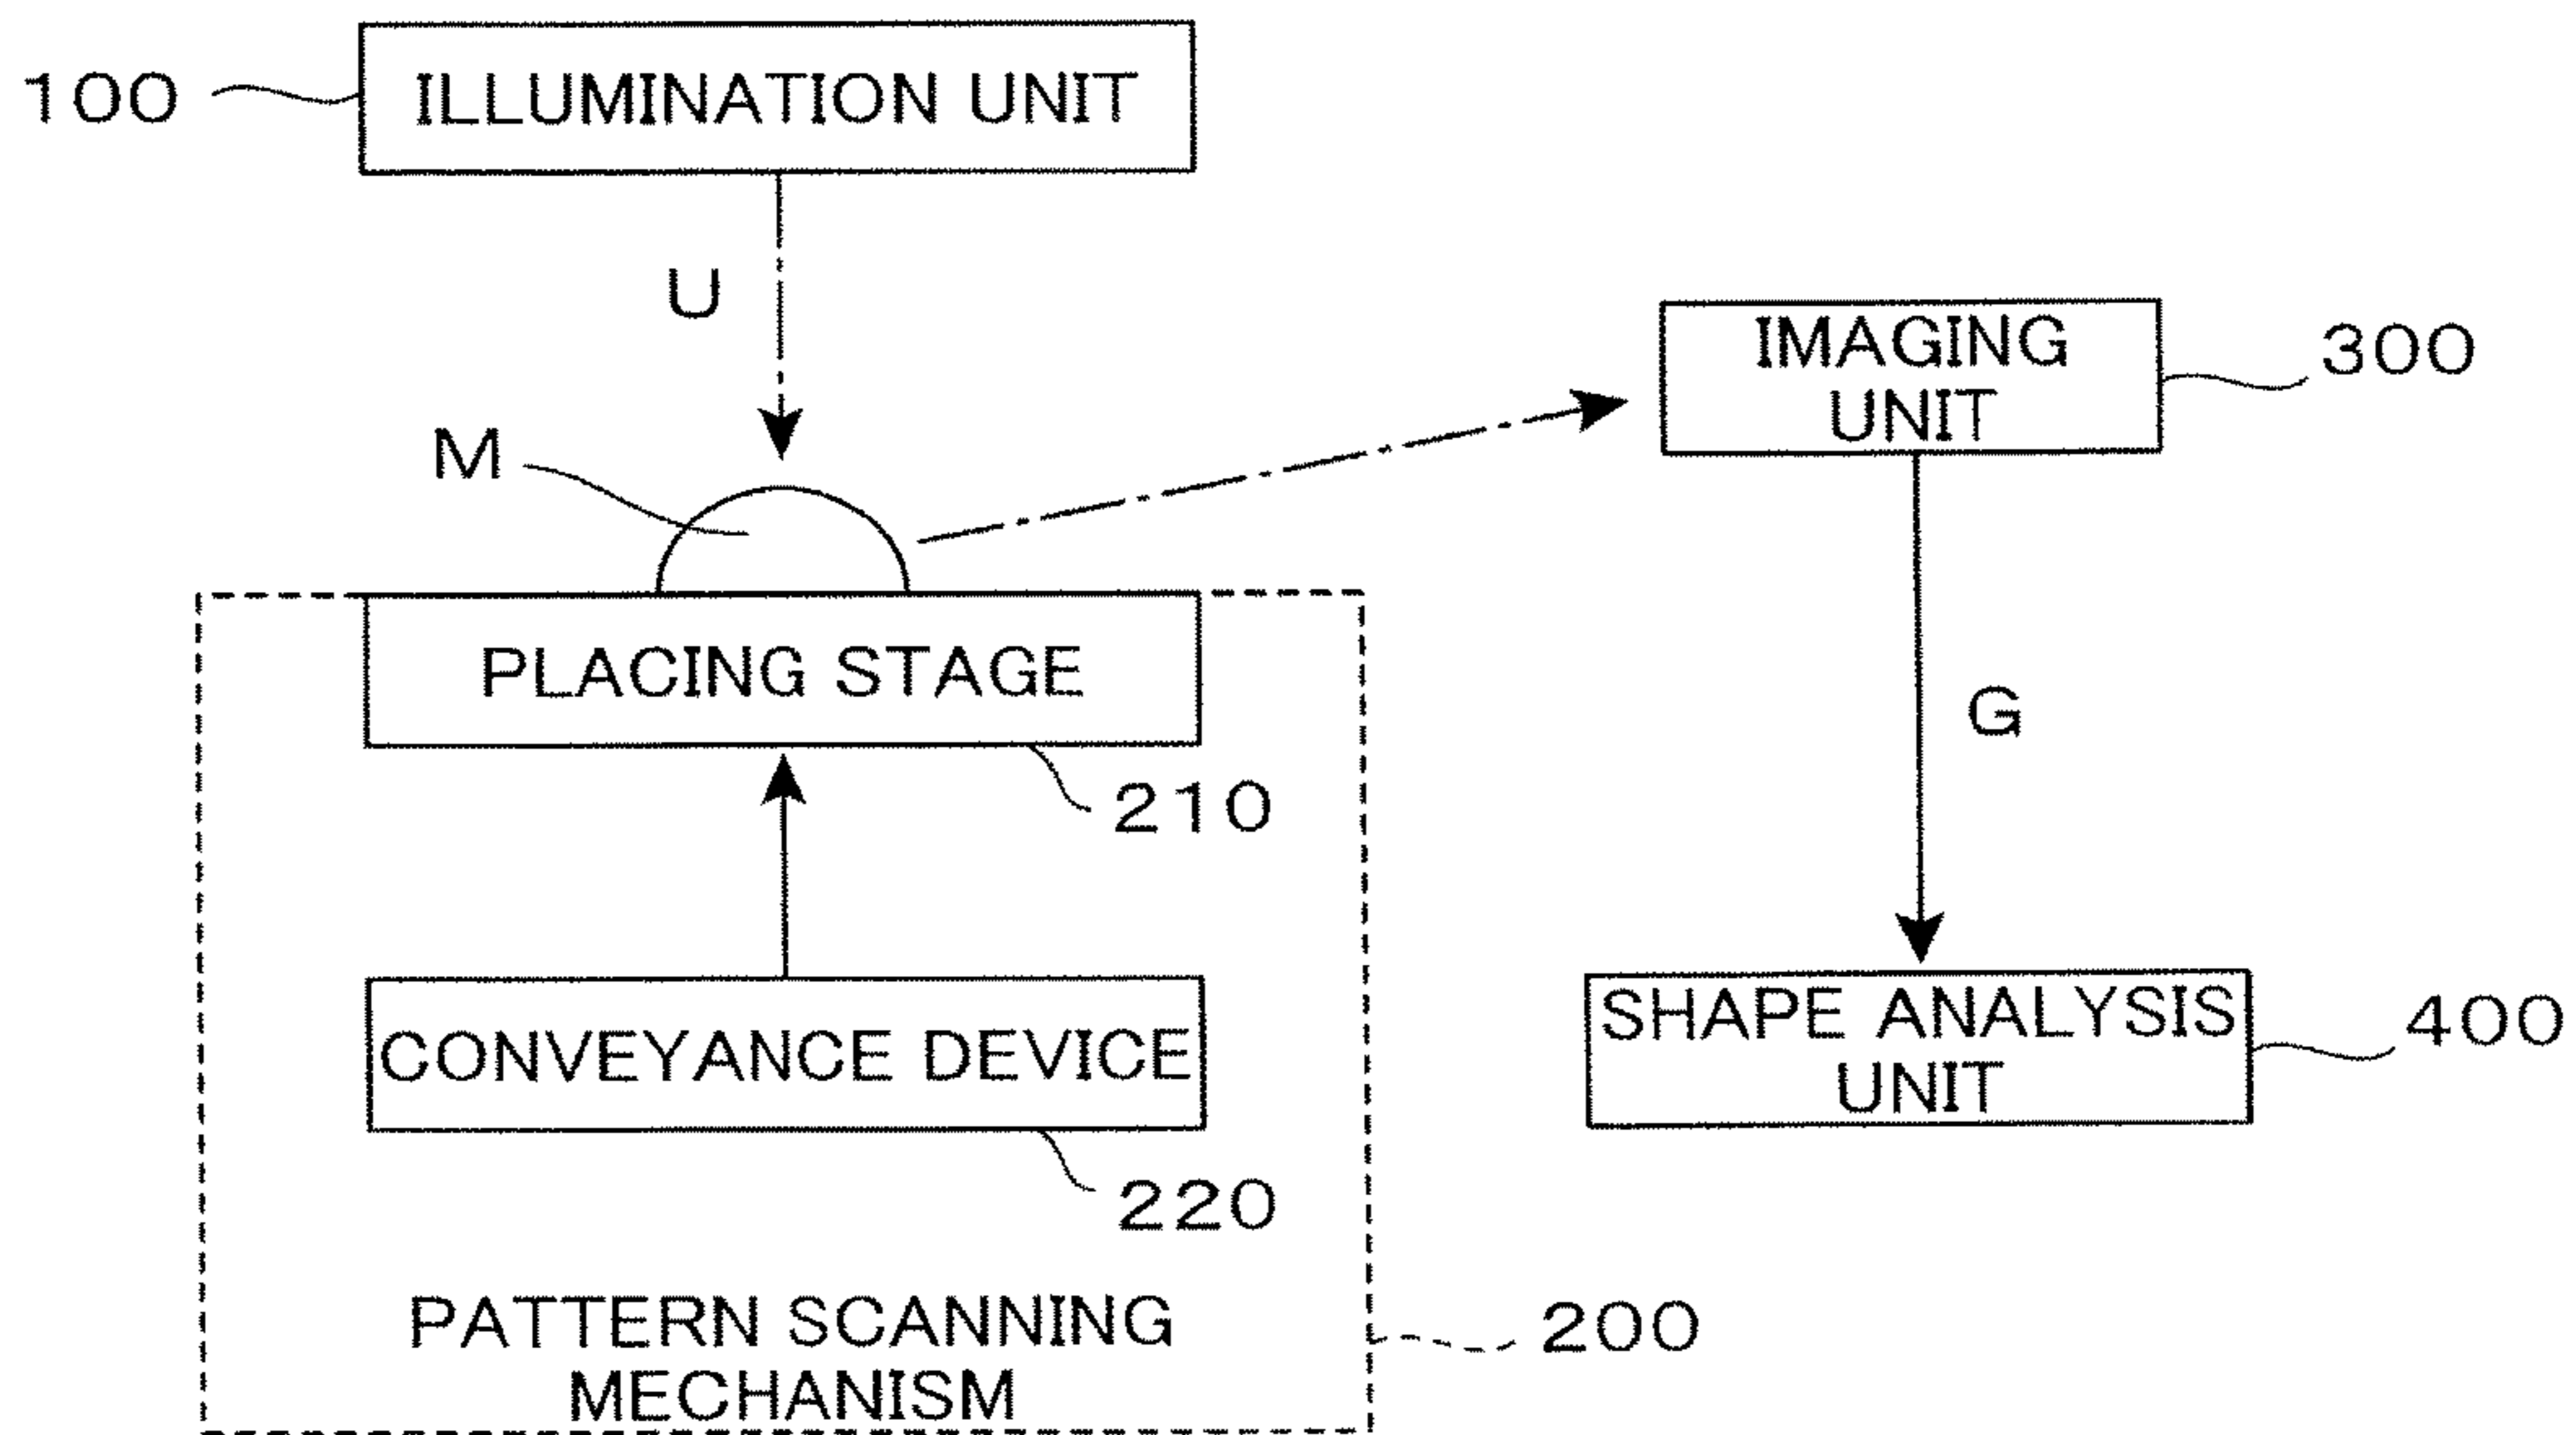 100
ILLUMINATION UNIT
U
IMAGING
UNIT
300
M
PLACING STAGE
G
210
CONVEYANCE DEVICE
SHAPE ANALYSIS
UNIT
400
220
PATTERN SCANNING
MECHANISM
200